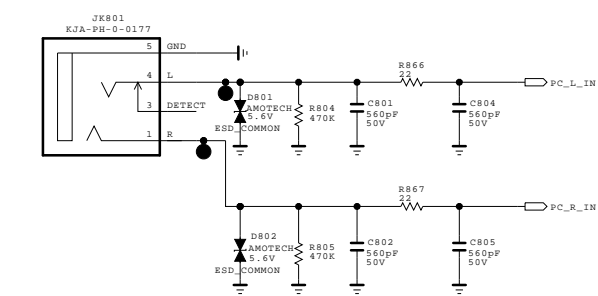 JK801
KJA-PH-0-0177
5 GND
4 L
3 DETECT
1 R
D801
AMOTECH
5.6V
ESD_COMMON
R804
470K
C801
560pF
50V
R866
22
C804
560pF
50V
PC_L_IN
D802
AMOTECH
5.6V
ESD_COMMON
R805
470K
C802
560pF
50V
R867
22
C805
560pF
50V
PC_R_IN